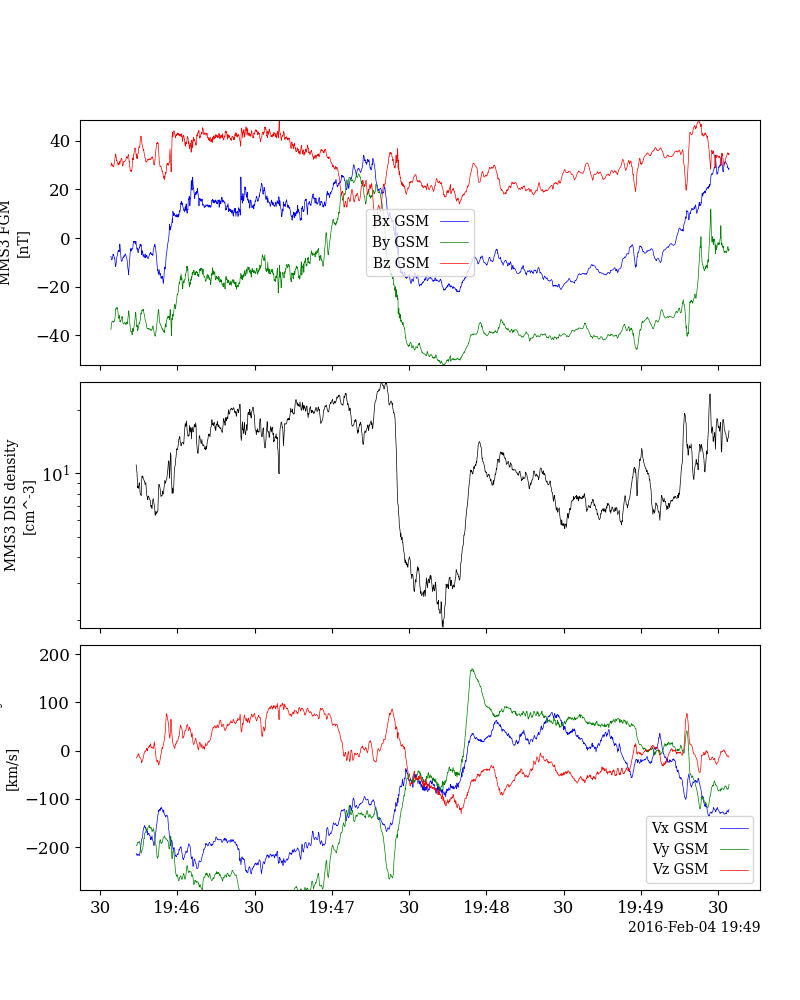 MMS3 FGM
[nT]
40
20
0
−20
−40
Bx GSM
By GSM
Bz GSM
MMS3 DIS density
[cm^-3]
10^1
[km/s]
200
100
0
−100
−200
Vx GSM
Vy GSM
Vz GSM
30 19:46 30 19:47 30 19:48 30 19:49 30
2016-Feb-04 19:49